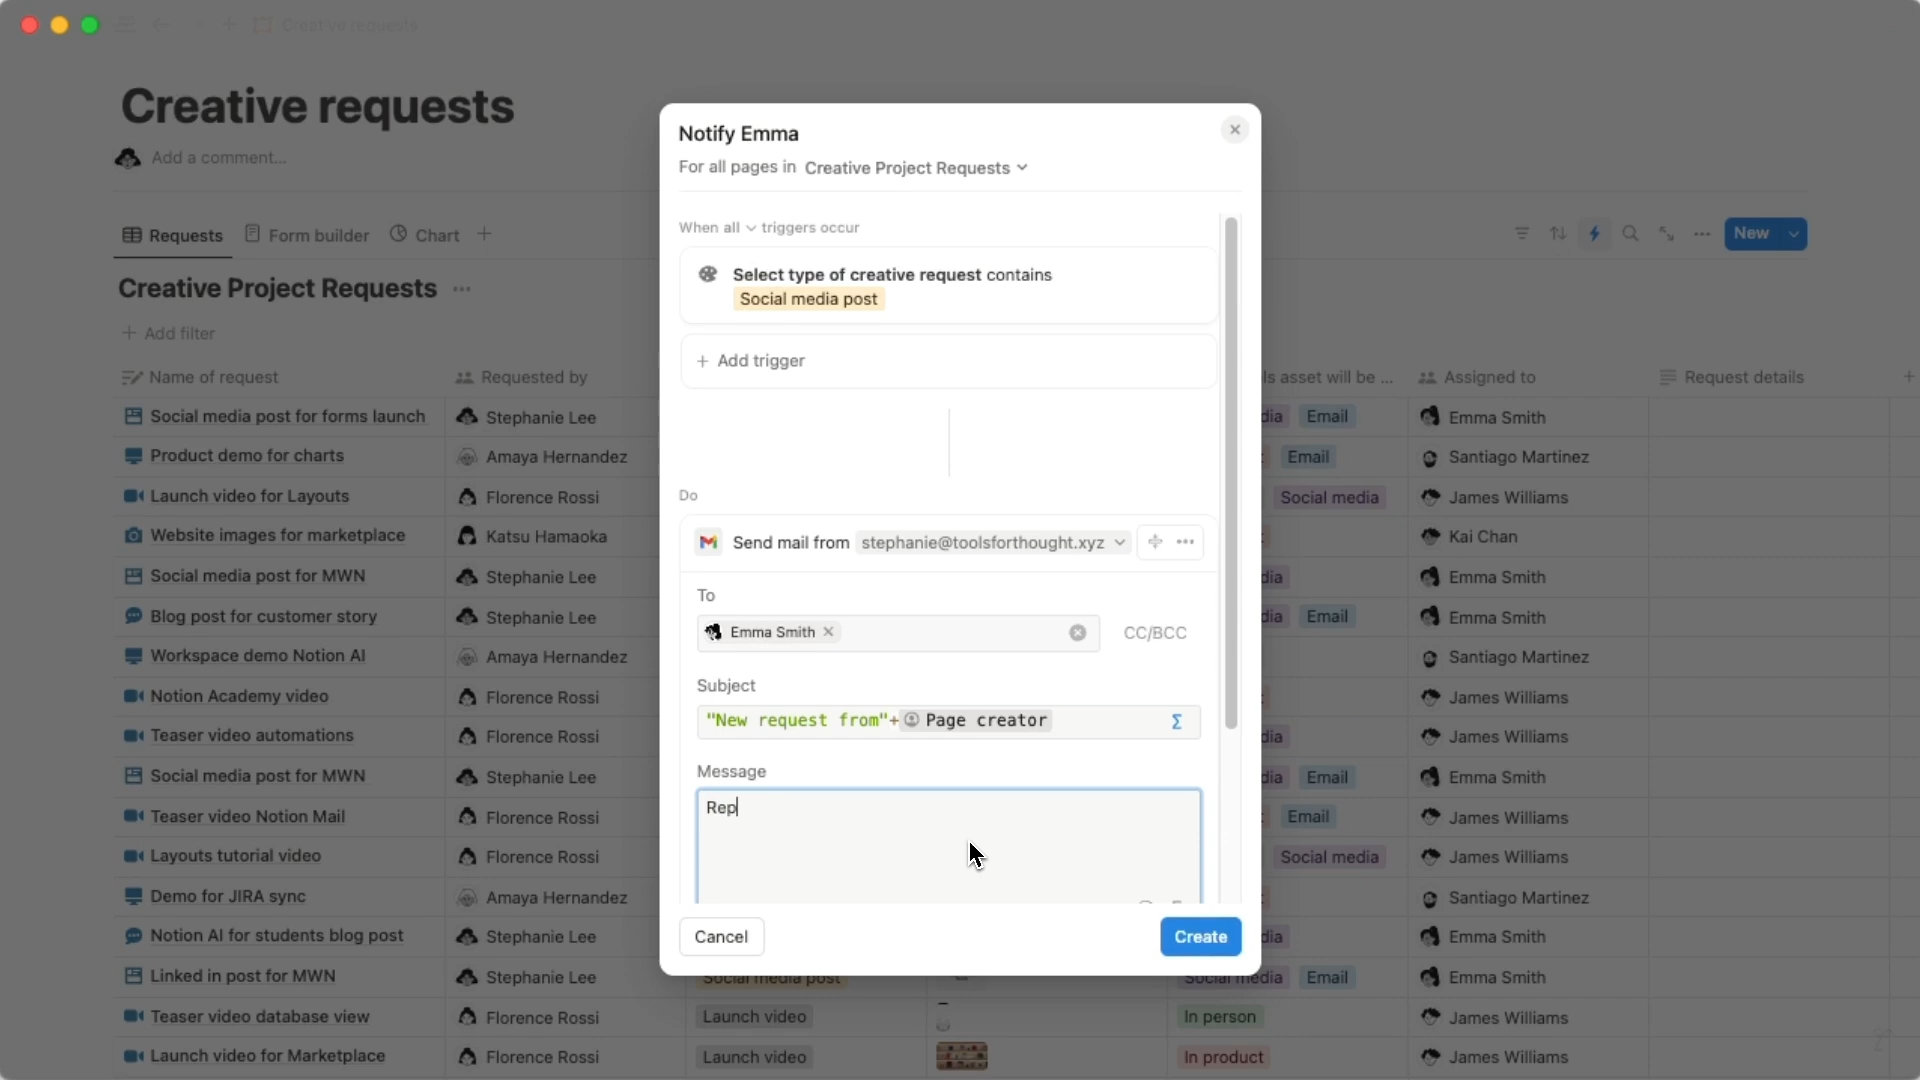 Creative requests
Creative requests
Add a comment...
Requests
Form builder
Chart
New
Creative Project Requests
Add filter
Name of request
Requested by
Is asset will be ...
Assigned to
Request details
Social media post for forms launch
Stephanie Lee
dia
Email
Emma Smith
Product demo for charts
Amaya Hernandez
Email
Santiago Martinez
Launch video for Layouts
Florence Rossi
Social media
James Williams
Website images for marketplace
Katsu Hamaoka
Kai Chan
Social media post for MWN
Stephanie Lee
dia
Emma Smith
Blog post for customer story
Stephanie Lee
dia
Email
Emma Smith
Workspace demo Notion AI
Amaya Hernandez
Santiago Martinez
Notion Academy video
Florence Rossi
James Williams
Teaser video automations
Florence Rossi
dia
James Williams
Social media post for MWN
Stephanie Lee
dia
Email
Emma Smith
Teaser video Notion Mail
Florence Rossi
Email
James Williams
Layouts tutorial video
Florence Rossi
Social media
James Williams
Demo for JIRA sync
Amaya Hernandez
Santiago Martinez
Notion AI for students blog post
Stephanie Lee
dia
Emma Smith
Linked in post for MWN
Stephanie Lee
Social media post
Social media
Email
Emma Smith
Teaser video database view
Florence Rossi
Launch video
In person
James Williams
Launch video for Marketplace
Florence Rossi
Launch video
In product
James Williams
Notify Emma
For all pages in Creative Project Requests
When all triggers occur
Select type of creative request contains
Social media post
Add trigger
Do
Send mail from stephanie@toolsforthought.xyz
To
Emma Smith
CC/BCC
Subject
"New request from"+ Page creator
Σ
Message
Rep
Cancel
Create